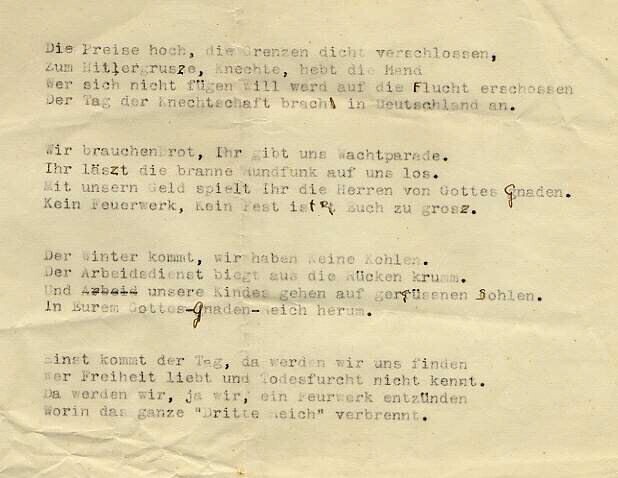 Die Preise hoch, die Grenzen dicht verschlossen,
Zum Hitlergrusze, Knechte, hebt die Hand
Wer sich nicht fügen will werd auf die Flucht erschossen
Der Tag der Knechtschaft brach in Deutschland an.
Wir brauchenBrot, Ihr gibt uns Wachtparade.
Ihr läszt die branne Rundfunk auf uns los.
Mit unsern Geld spielt Ihr die Herren von Gottes Gnaden.
Kein Feuerwerk, Kein Fest ist Euch zu grosz.
Der Winter kommt, wir haben Keine Kohlen.
Der Arbeidsdienst biegt aus die Rücken krumm.
Und Arbeid unsere Kindes gehen auf gerfüssnen Sohlen.
In Eurem Gottes-Gnaden-Reich herum.
Einst kommt der Tag, da werden wir uns finden
Wer Freiheit liebt und Todesfurcht nicht kennt.
Da werden wir, ja wir, ein Feurwerk entzünden
Worin das ganze "Dritte Reich" verbrennt.